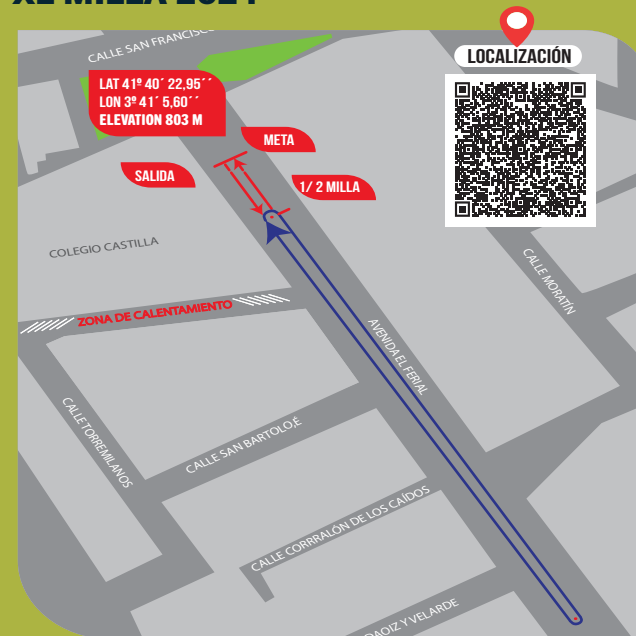 XL MILLA 2024
CALLE SAN FRANCISCO
LOCALIZACIÓN
LAT 41º 40´ 22,95´´
LON 3º 41´ 5,60´´
ELEVATION 803 M
META
SALIDA
1/ 2 MILLA
COLEGIO CASTILLA
CALLE MORATÍN
ZONA DE CALENTAMIENTO
AVENIDA EL FERIAL
CALLE TORREMILANOS
CALLE SAN BARTOLO,É
CALLE CORRRALÓN DE LOS CAÍDOS
DAOIZ Y VELARDE